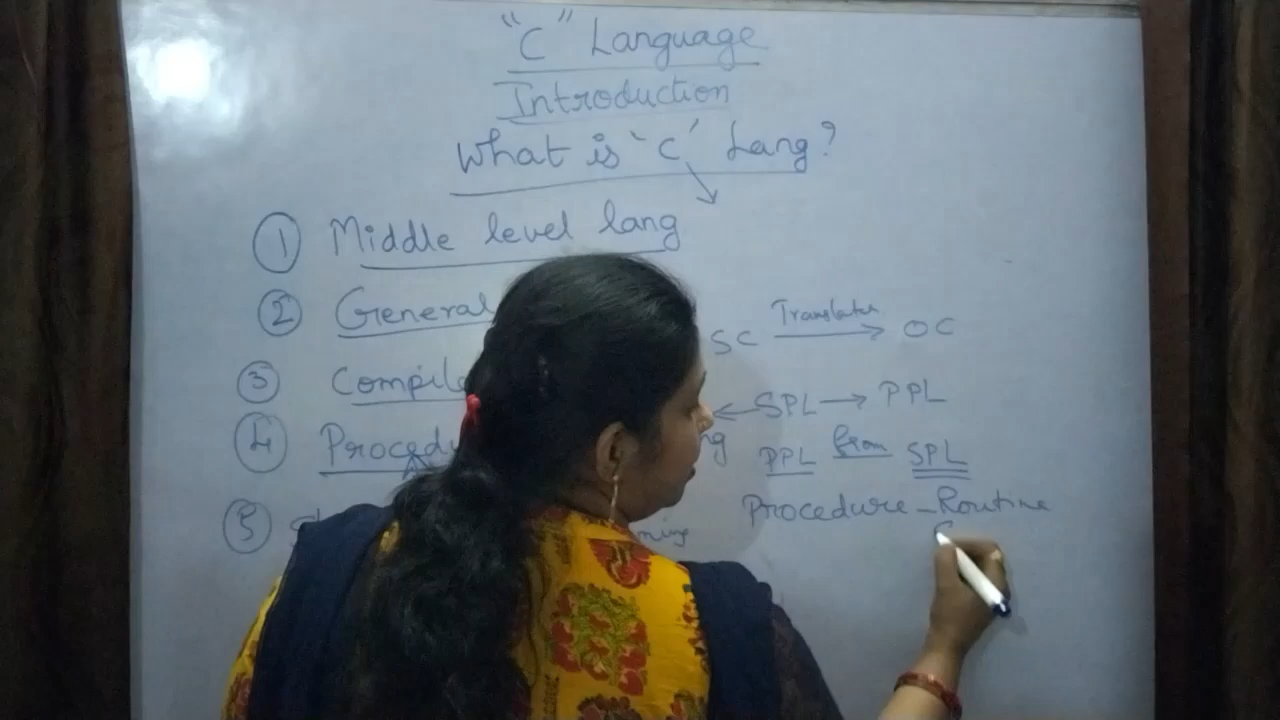 "C" Language
Introduction
What is 'C' Lang?
① Middle level lang
② General
SC Translator OC
③ Compile
SPL → PPL
④ Proced
PPL from SPL
⑤
Procedure - Routine